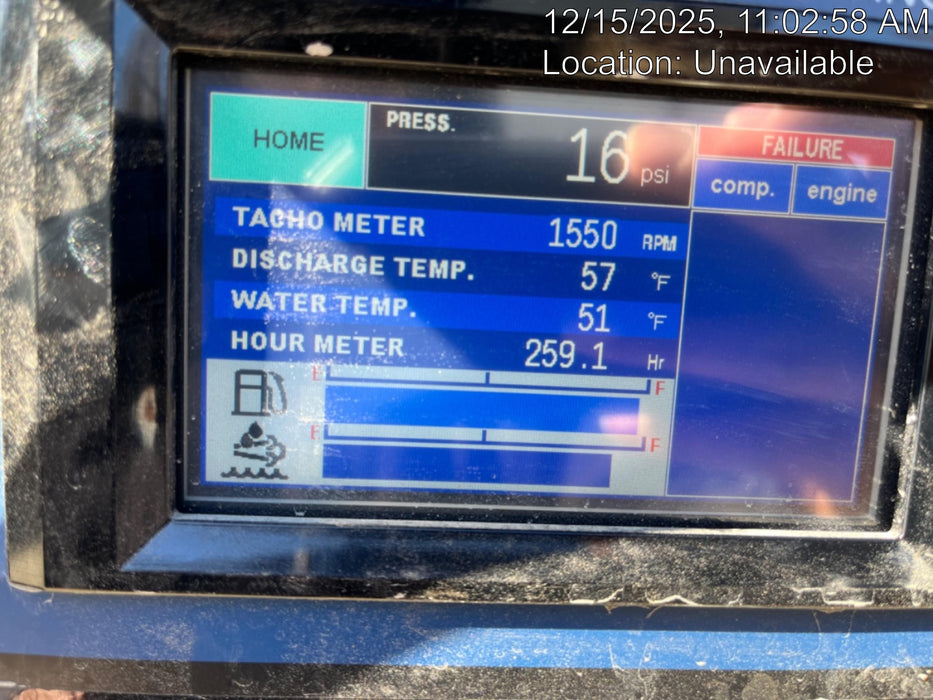 12/15/2025, 11:02:58 AM
Location: Unavailable
HOME
PRESS.
16 psi
FAILURE
comp. engine
TACHO METER 1550 RPM
DISCHARGE TEMP. 57 °F
WATER TEMP. 51 °F
HOUR METER 259.1 Hr
E F
F